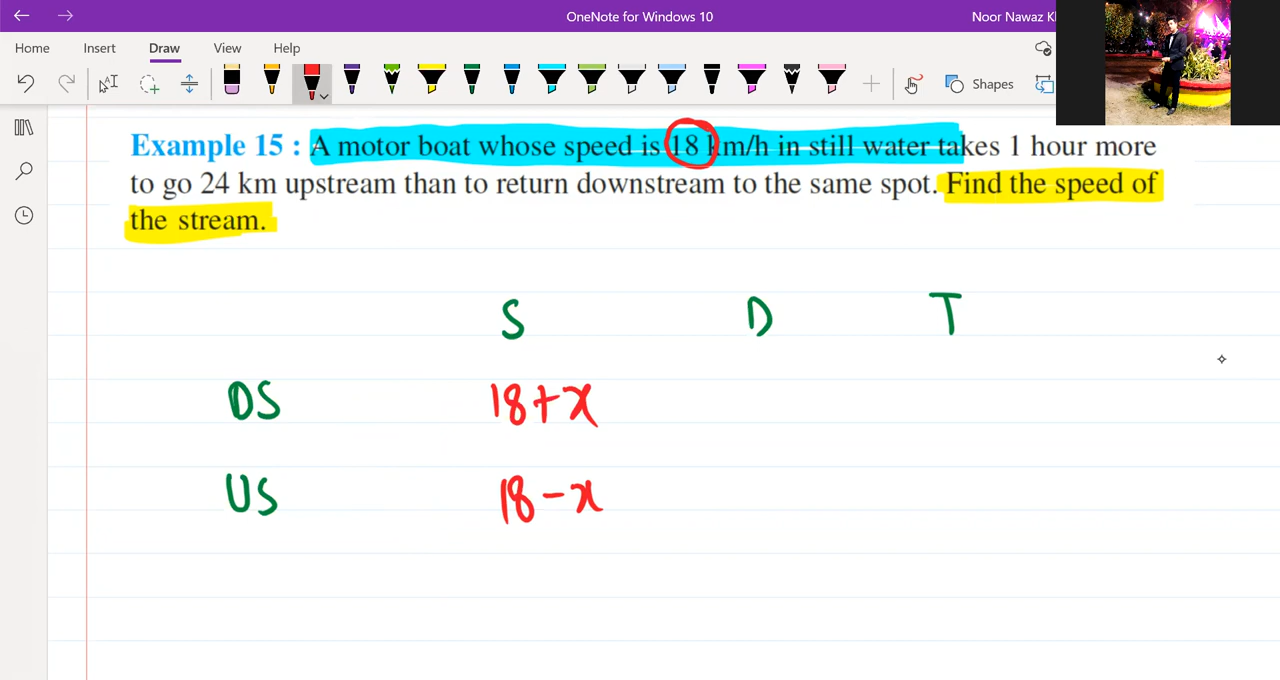 OneNote for Windows 10
Noor Nawaz Kh
Home Insert Draw View Help
Shapes
Example 15 : A motor boat whose speed is 18 km/h in still water takes 1 hour more
to go 24 km upstream than to return downstream to the same spot. Find the speed of
the stream.
S D T
DS 18+x
US 18-x